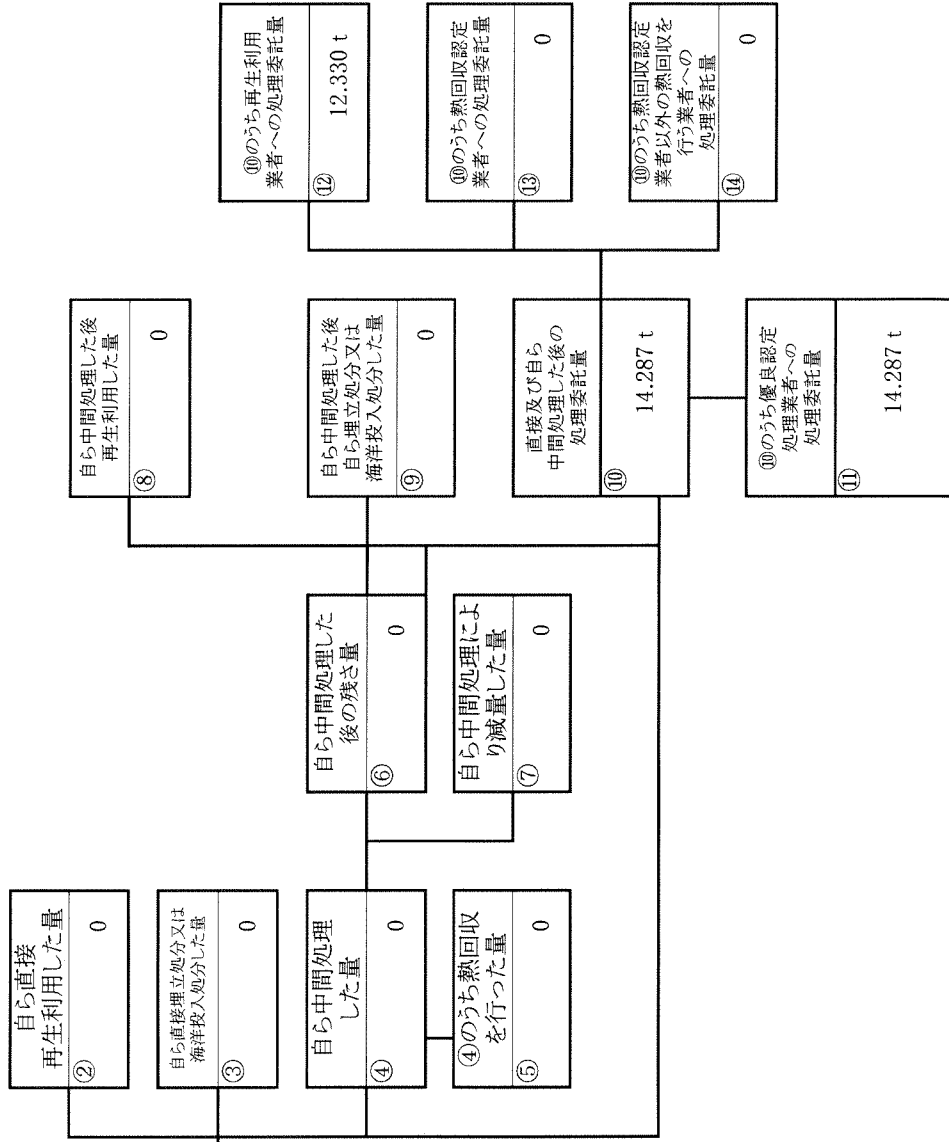 自ら直接
再生利用した量
②
0
自ら直接埋立処分又は
海洋投入処分した量
③
0
自ら中間処理
した量
④
0
④のうち熱回収
を行った量
⑤
0
自ら中間処理した
後の残さ量
⑥
0
自ら中間処理によ
り減量した量
⑦
0
自ら中間処理した後
再生利用した量
⑧
0
自ら中間処理した後
自ら埋立処分又は
海洋投入処分した量
⑨
0
直接及び自ら
中間処理した後の
処理委託量
⑩
14.287 t
⑩のうち優良認定
処理業者への
処理委託量
⑪
14.287 t
⑩のうち再生利用
業者への処理委託量
⑫
12.330 t
⑩のうち熱回収認定
業者への処理委託量
⑬
0
⑩のうち熱回収認定
業者以外の熱回収を
行う業者への
処理委託量
⑭
0